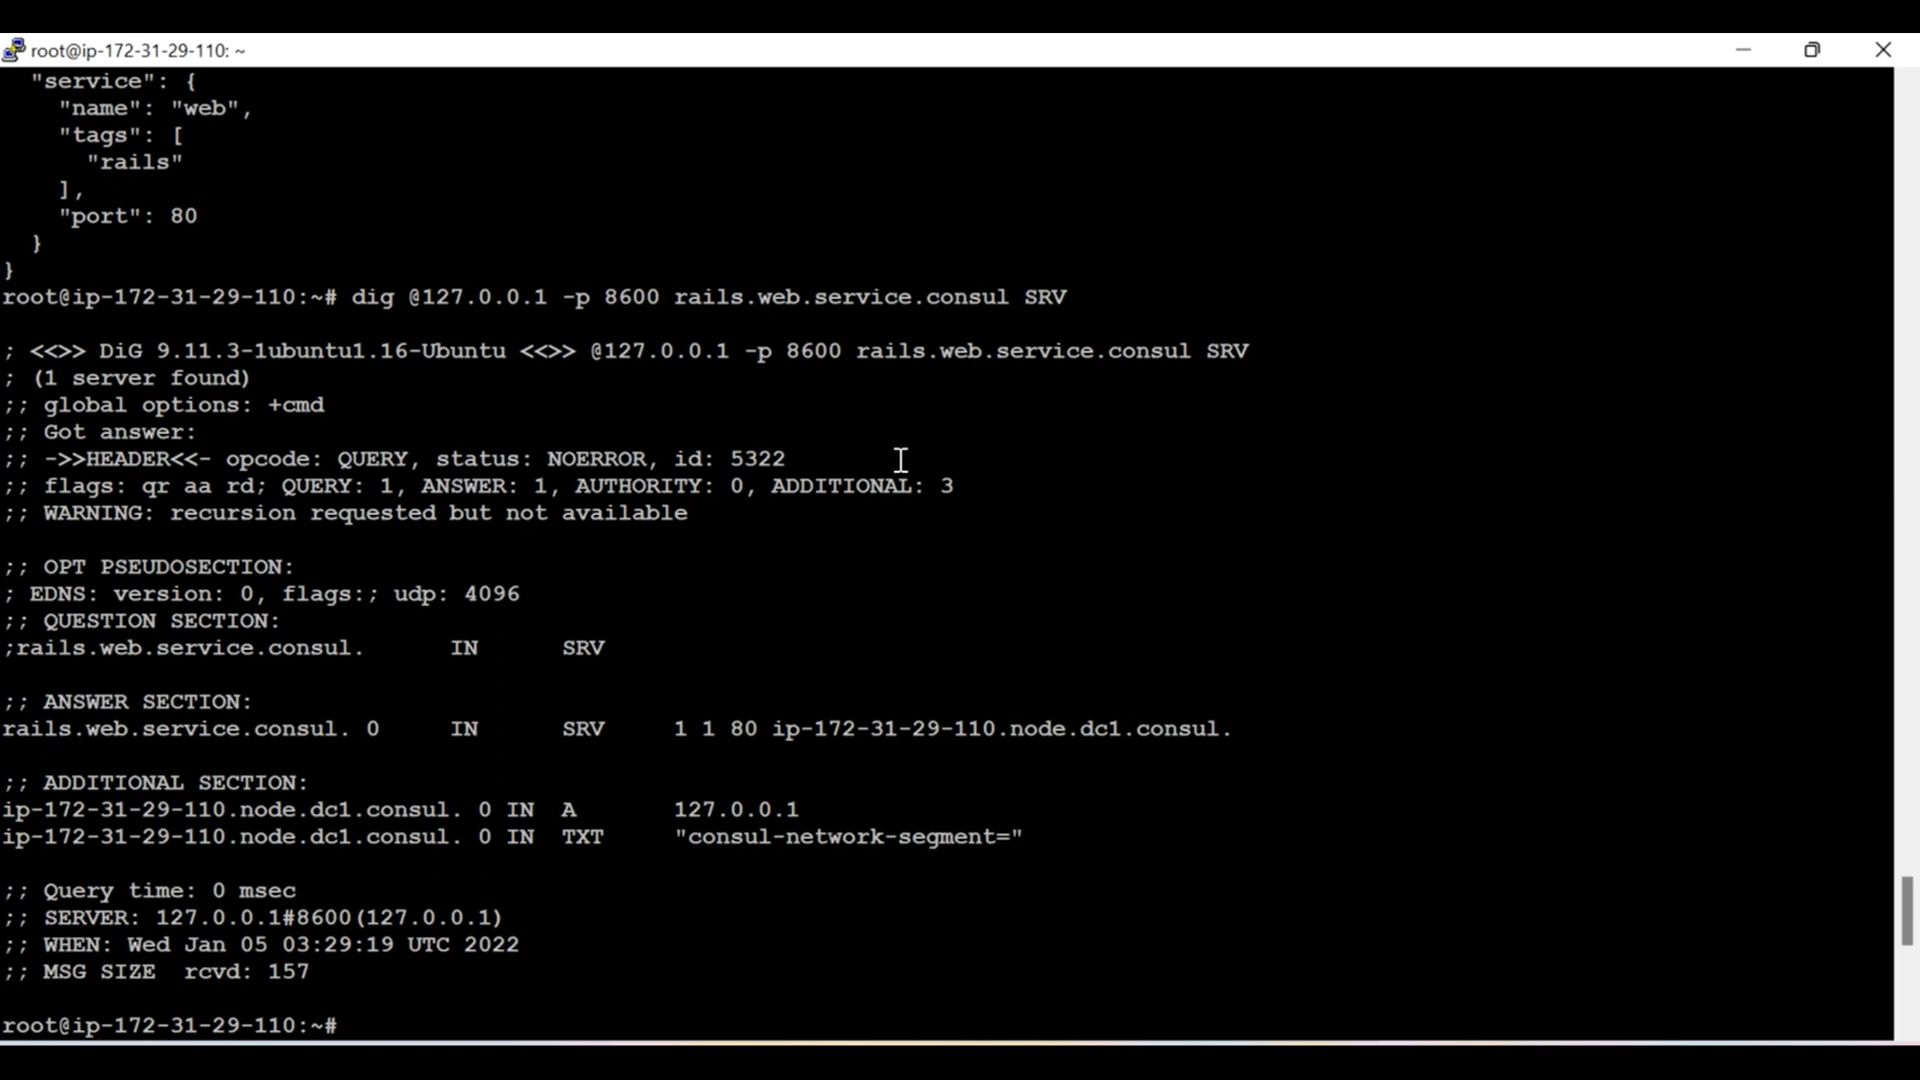 root@ip-172-31-29-110: ~
"service": {
"name": "web",
"tags": [
"rails"
],
"port": 80
}
}
root@ip-172-31-29-110:~# dig @127.0.0.1 -p 8600 rails.web.service.consul SRV
; <<>> DiG 9.11.3-1ubuntu1.16-Ubuntu <<>> @127.0.0.1 -p 8600 rails.web.service.consul SRV
; (1 server found)
;; global options: +cmd
;; Got answer:
;; ->>HEADER<<- opcode: QUERY, status: NOERROR, id: 5322
;; flags: qr aa rd; QUERY: 1, ANSWER: 1, AUTHORITY: 0, ADDITIONAL: 3
;; WARNING: recursion requested but not available
;; OPT PSEUDOSECTION:
; EDNS: version: 0, flags:; udp: 4096
;; QUESTION SECTION:
;rails.web.service.consul. IN SRV
;; ANSWER SECTION:
rails.web.service.consul. 0 IN SRV 1 1 80 ip-172-31-29-110.node.dc1.consul.
;; ADDITIONAL SECTION:
ip-172-31-29-110.node.dc1.consul. 0 IN A 127.0.0.1
ip-172-31-29-110.node.dc1.consul. 0 IN TXT "consul-network-segment="
;; Query time: 0 msec
;; SERVER: 127.0.0.1#8600(127.0.0.1)
;; WHEN: Wed Jan 05 03:29:19 UTC 2022
;; MSG SIZE rcvd: 157
root@ip-172-31-29-110:~#